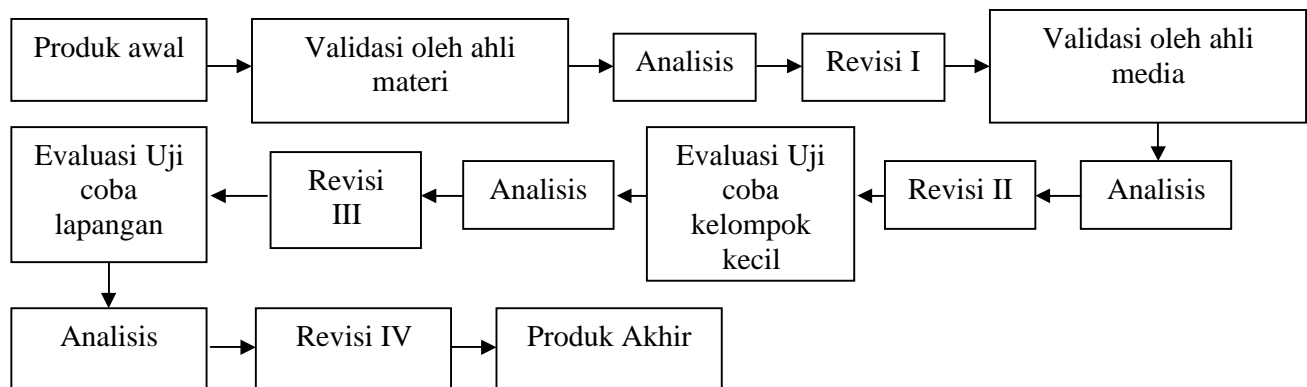 Produk awal
Validasi oleh ahli
materi
Analisis
Revisi I
Validasi oleh ahli
media
Analisis
Revisi II
Evaluasi Uji
coba
kelompok
kecil
Analisis
Revisi
III
Evaluasi Uji
coba
lapangan
Analisis
Revisi IV
Produk Akhir